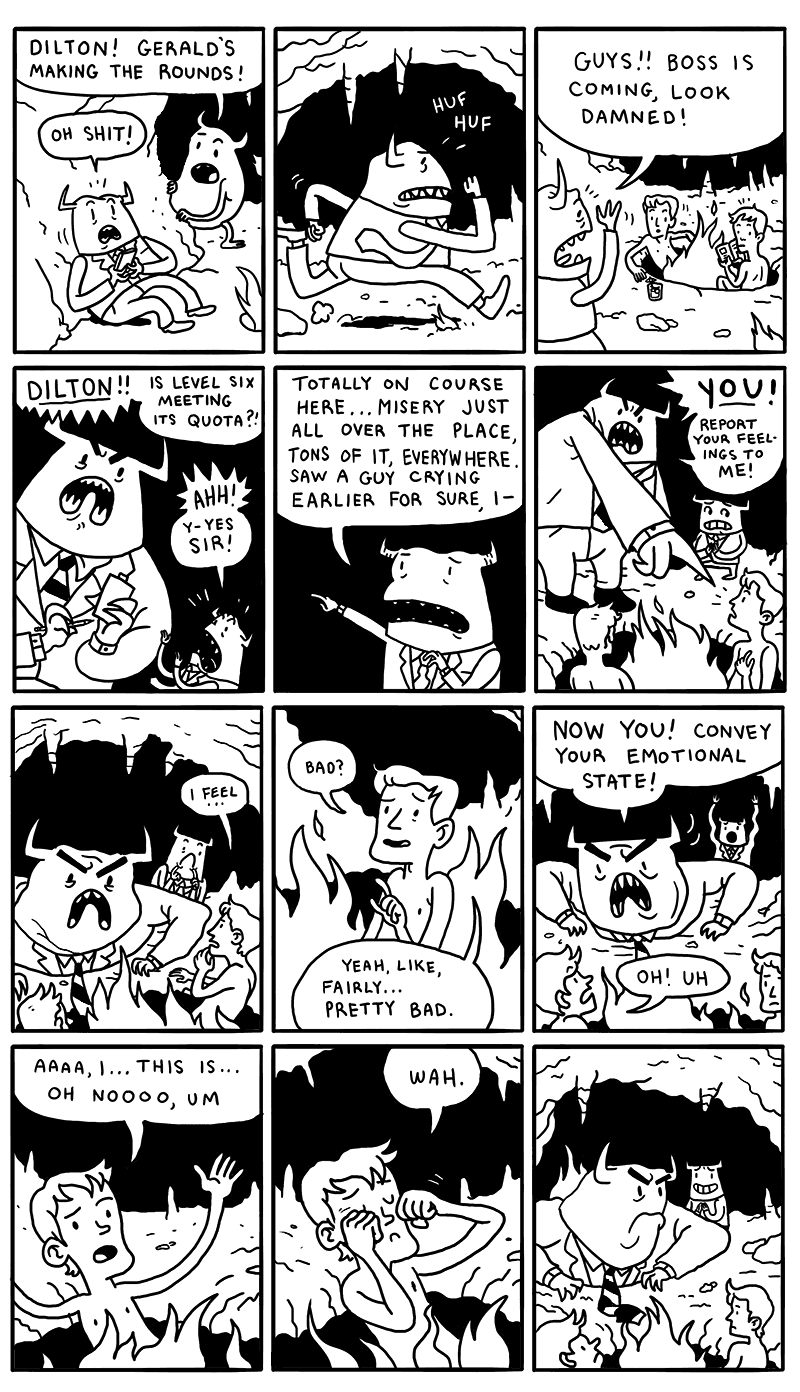 DILTON! GERALD'S
MAKING THE ROUNDS!
OH SHIT!
HUF
HUF
GUYS!! BOSS IS
COMING, LOOK
DAMNED!
DILTON!!
IS LEVEL SIX
MEETING
ITS QUOTA?!
AHH!
Y-YES
SIR!
TOTALLY ON COURSE
HERE... MISERY JUST
ALL OVER THE PLACE,
TONS OF IT, EVERYWHERE.
SAW A GUY CRYING
EARLIER FOR SURE, I-
YOU!
REPORT
YOUR FEEL-
INGS TO
ME!
I FEEL
...
BAD?
YEAH, LIKE,
FAIRLY...
PRETTY BAD.
NOW YOU! CONVEY
YOUR EMOTIONAL
STATE!
OH! UH
AAAA, I... THIS IS...
OH NOOOO, UM
WAH.